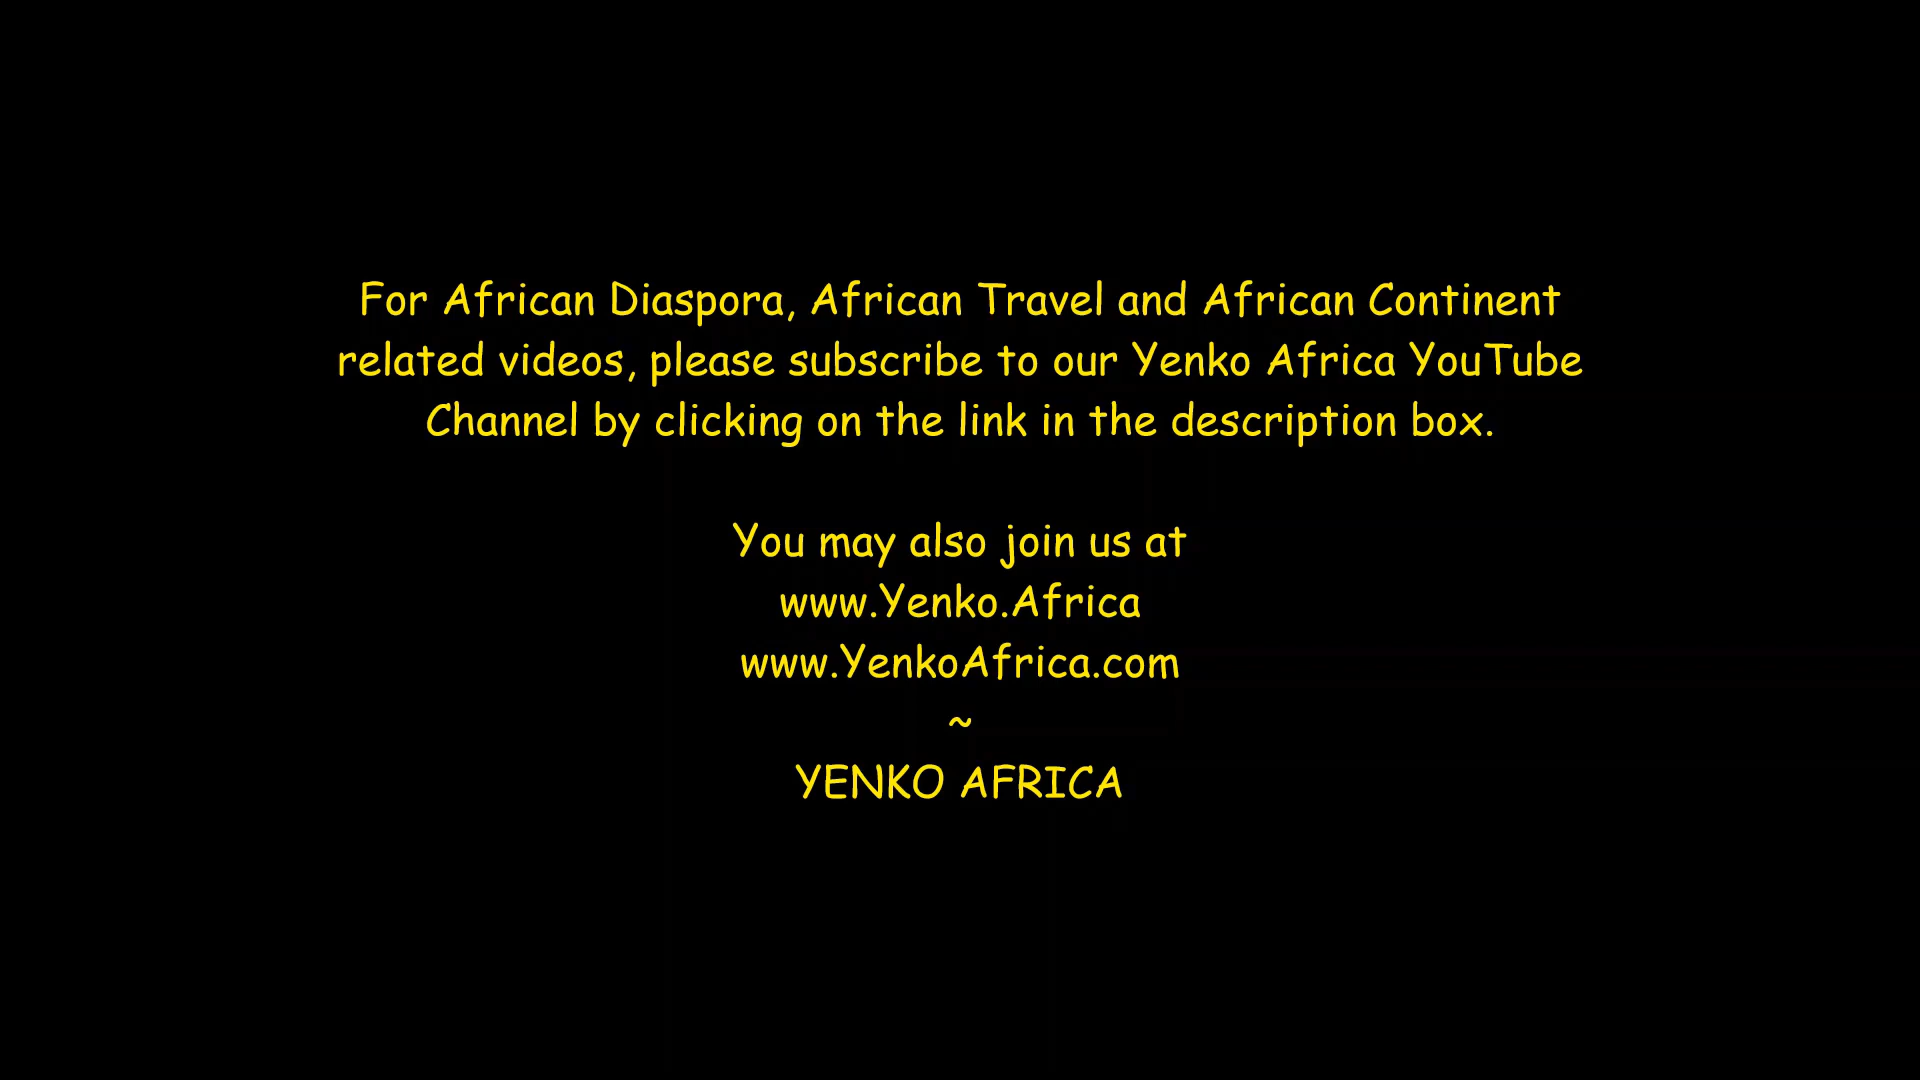 For African Diaspora, African Travel and African Continent
related videos, please subscribe to our Yenko Africa YouTube
Channel by clicking on the link in the description box.
You may also join us at
www.Yenko.Africa
www.YenkoAfrica.com
~
YENKO AFRICA